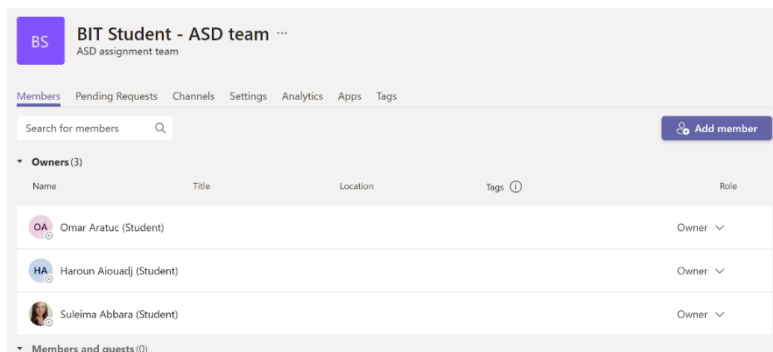 BS
BIT Student - ASD team ...
ASD assignment team
Members Pending Requests Channels Settings Analytics Apps Tags
Search for members
Add member
Owners (3)
Name Title Location Tags Role
OA Omar Aratuc (Student) Owner
HA Haroun Aiouadj (Student) Owner
Suleima Abbara (Student) Owner
Members and guests (0)